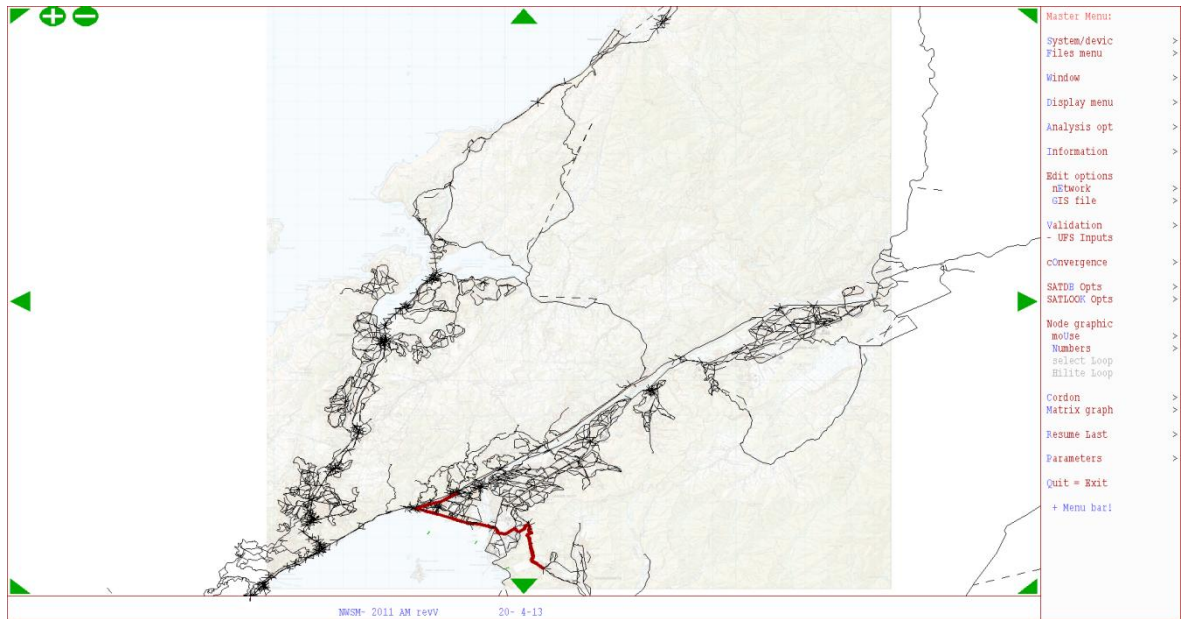 Master Menu:
System/devic >
Files menu >
Window >
Display menu >
Analysis opt >
Information >
Edit options
nEtwork >
GIS file >
Validation >
- UFS Inputs
cOnvergence >
SATDB Opts >
SATLOOK Opts >
Node graphic
moUse >
Numbers >
select Loop
Hilite Loop
Cordon >
Matrix graph >
Resume Last >
Parameters >
Quit = Exit
+ Menu bar!
NWSM- 2011 AM revV 20- 4-13